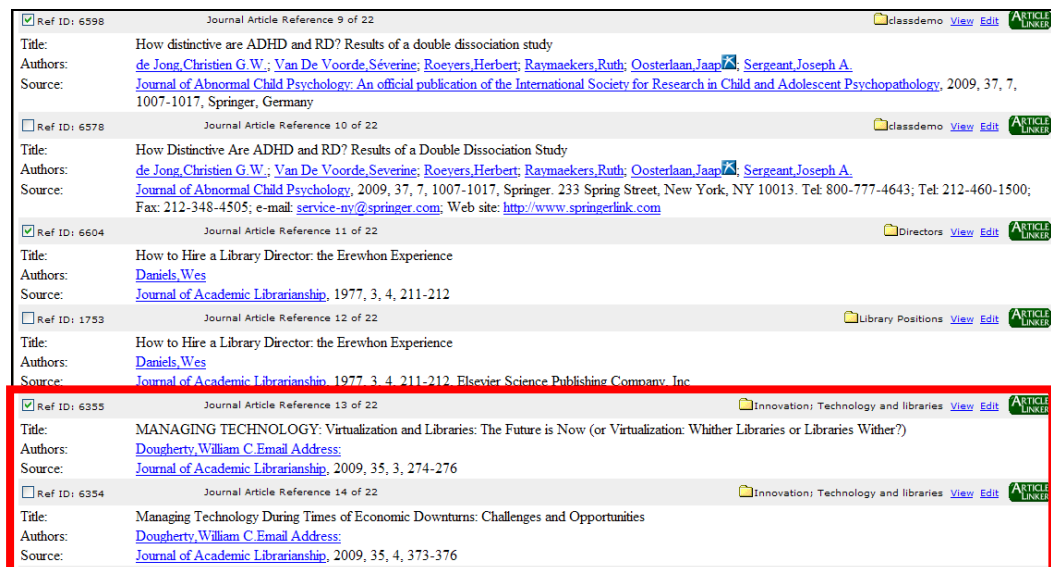 Ref ID: 6598 Journal Article Reference 9 of 22 classdemo View Edit ARTICLE LINKER
Title: How distinctive are ADHD and RD? Results of a double dissociation study
Authors: de Jong,Christien G.W.; Van De Voorde,Séverine; Roeyers,Herbert; Raymaekers,Ruth; Oosterlaan,Jaap; Sergeant,Joseph A.
Source: Journal of Abnormal Child Psychology: An official publication of the International Society for Research in Child and Adolescent Psychopathology, 2009, 37, 7,
1007-1017, Springer, Germany
Ref ID: 6578 Journal Article Reference 10 of 22 classdemo View Edit ARTICLE LINKER
Title: How Distinctive Are ADHD and RD? Results of a Double Dissociation Study
Authors: de Jong,Christien G.W.; Van De Voorde,Severine; Roeyers,Herbert; Raymaekers,Ruth; Oosterlaan,Jaap; Sergeant,Joseph A.
Source: Journal of Abnormal Child Psychology, 2009, 37, 7, 1007-1017, Springer. 233 Spring Street, New York, NY 10013. Tel: 800-777-4643; Tel: 212-460-1500;
Fax: 212-348-4505; e-mail: service-ny@springer.com; Web site: http://www.springerlink.com
Ref ID: 6604 Journal Article Reference 11 of 22 Directors View Edit ARTICLE LINKER
Title: How to Hire a Library Director: the Erewhon Experience
Authors: Daniels,Wes
Source: Journal of Academic Librarianship, 1977, 3, 4, 211-212
Ref ID: 1753 Journal Article Reference 12 of 22 Library Positions View Edit ARTICLE LINKER
Title: How to Hire a Library Director: the Erewhon Experience
Authors: Daniels,Wes
Source: Journal of Academic Librarianship, 1977, 3, 4, 211-212, Elsevier Science Publishing Company, Inc
Ref ID: 6355 Journal Article Reference 13 of 22 Innovation; Technology and libraries View Edit ARTICLE LINKER
Title: MANAGING TECHNOLOGY: Virtualization and Libraries: The Future is Now (or Virtualization: Whither Libraries or Libraries Wither?)
Authors: Dougherty,William C.Email Address:
Source: Journal of Academic Librarianship, 2009, 35, 3, 274-276
Ref ID: 6354 Journal Article Reference 14 of 22 Innovation; Technology and libraries View Edit ARTICLE LINKER
Title: Managing Technology During Times of Economic Downturns: Challenges and Opportunities
Authors: Dougherty,William C.Email Address:
Source: Journal of Academic Librarianship, 2009, 35, 4, 373-376